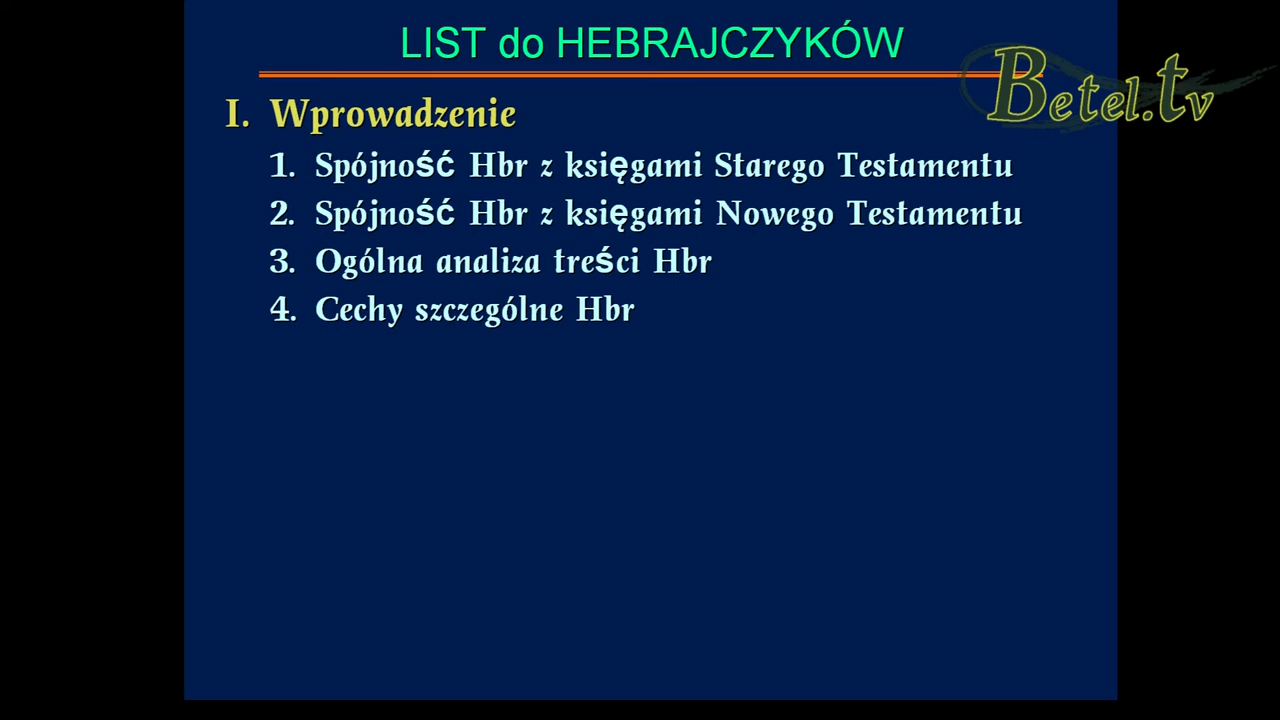 LIST do HEBRAJCZYKÓW
Betel.tv
I. Wprowadzenie
1. Spójność Hbr z księgami Starego Testamentu
2. Spójność Hbr z księgami Nowego Testamentu
3. Ogólna analiza treści Hbr
4. Cechy szczególne Hbr